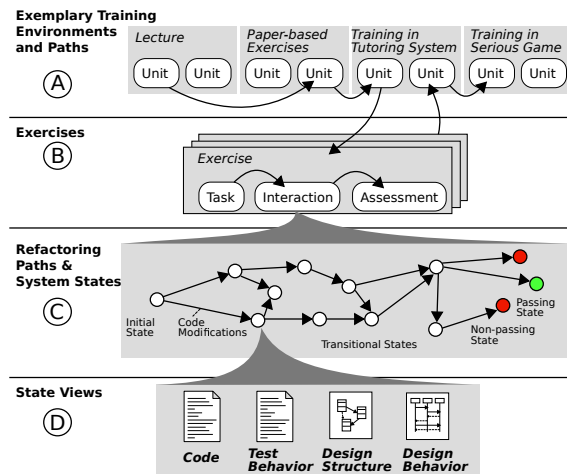 Exemplary Training
Environments
and Paths
A
Lecture
Paper-based
Exercises
Training in
Tutoring System
Training in
Serious Game
Unit
Unit
Unit
Unit
Unit
Unit
Unit
Unit
Exercises
B
Exercise
Task
Interaction
Assessment
Refactoring
Paths &
System States
C
Initial
State
Code
Modifications
Transitional States
Passing
State
Non-passing
State
State Views
D
Code
Test
Behavior
Design
Structure
Design
Behavior